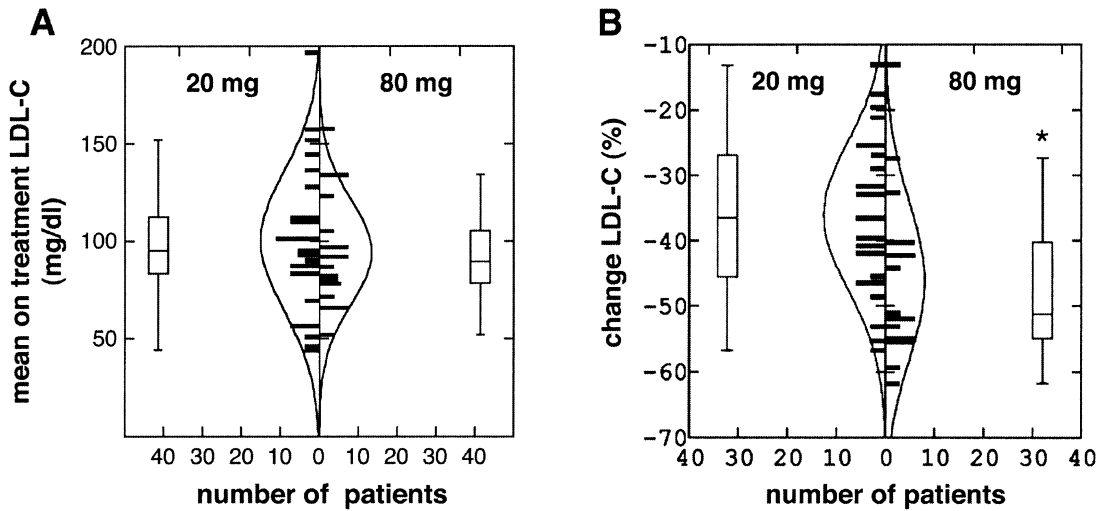 A
200
150
100
50
20 mg
80 mg
mean on treatment LDL-C
(mg/dl)
40 30 20 10 0 10 20 30 40
number of patients
B
-10
-20
-30
-40
-50
-60
-70
20 mg
80 mg
*
change LDL-C (%)
40 30 20 10 0 10 20 30 40
number of patients